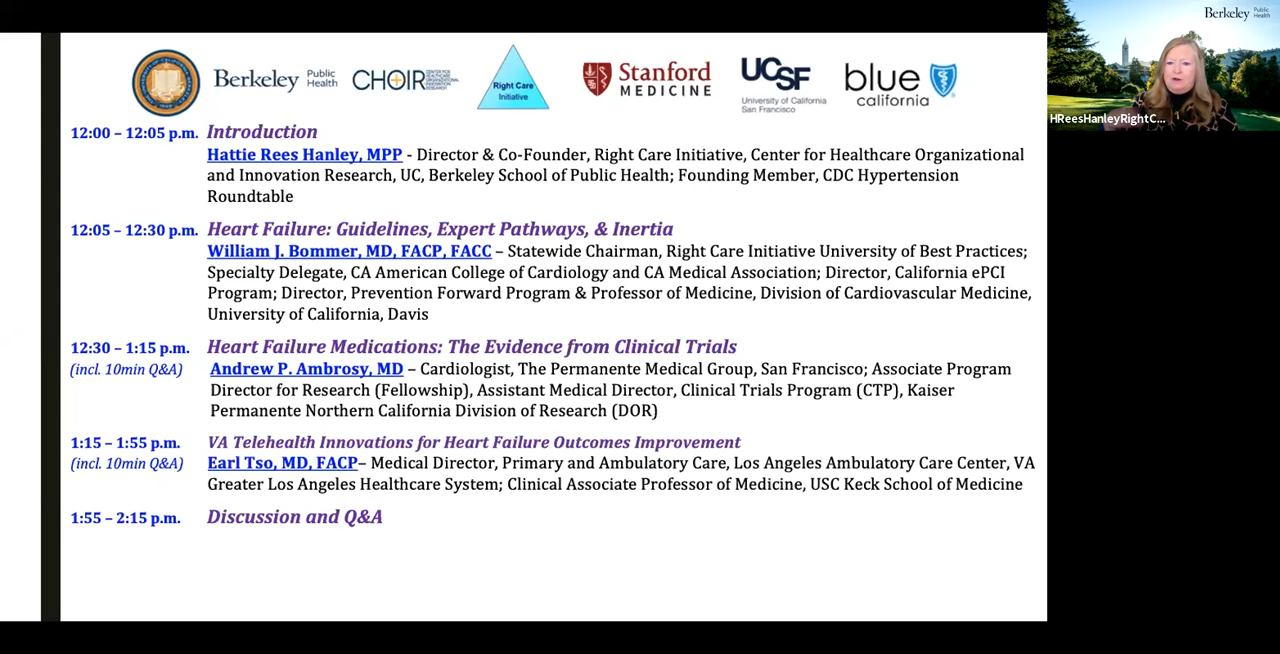 Berkeley Public Health
CHOIR CENTER FOR HEALTHCARE ORGANIZATIONAL INNOVATION RESEARCH
Right Care Initiative
Stanford MEDICINE
UCSF
University of California San Francisco
blue california
Berkeley Public Health
HReesHanleyRightC...
12:00 – 12:05 p.m. Introduction
Hattie Rees Hanley, MPP - Director & Co-Founder, Right Care Initiative, Center for Healthcare Organizational
and Innovation Research, UC, Berkeley School of Public Health; Founding Member, CDC Hypertension
Roundtable
12:05 – 12:30 p.m. Heart Failure: Guidelines, Expert Pathways, & Inertia
William J. Bommer, MD, FACP, FACC – Statewide Chairman, Right Care Initiative University of Best Practices;
Specialty Delegate, CA American College of Cardiology and CA Medical Association; Director, California ePCI
Program; Director, Prevention Forward Program & Professor of Medicine, Division of Cardiovascular Medicine,
University of California, Davis
12:30 – 1:15 p.m. Heart Failure Medications: The Evidence from Clinical Trials
(incl. 10min Q&A) Andrew P. Ambrosy, MD – Cardiologist, The Permanente Medical Group, San Francisco; Associate Program
Director for Research (Fellowship), Assistant Medical Director, Clinical Trials Program (CTP), Kaiser
Permanente Northern California Division of Research (DOR)
1:15 – 1:55 p.m. VA Telehealth Innovations for Heart Failure Outcomes Improvement
(incl. 10min Q&A) Earl Tso, MD, FACP– Medical Director, Primary and Ambulatory Care, Los Angeles Ambulatory Care Center, VA
Greater Los Angeles Healthcare System; Clinical Associate Professor of Medicine, USC Keck School of Medicine
1:55 – 2:15 p.m. Discussion and Q&A